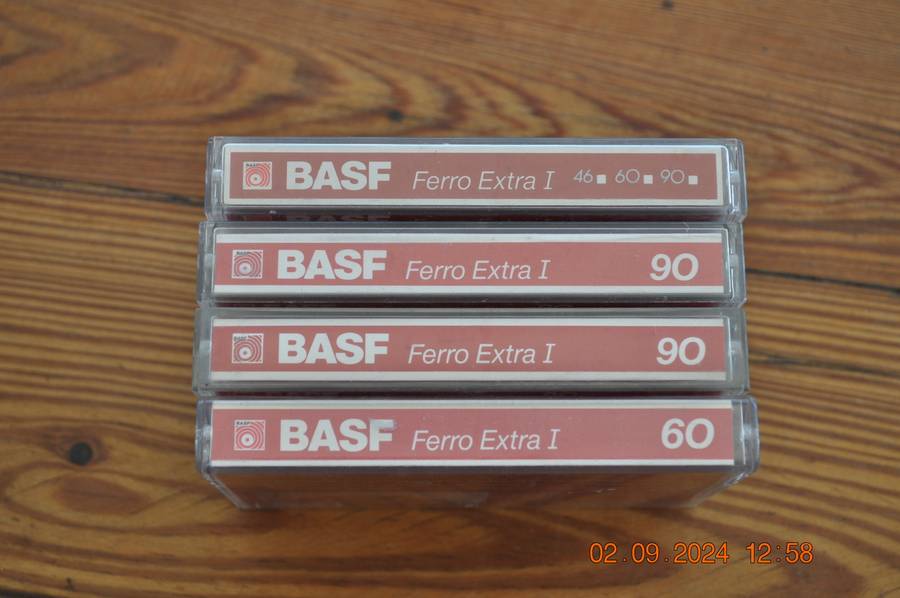 BASF Ferro Extra I 46 ■ 60 ■ 90 ■
BASF Ferro Extra I 90
BASF Ferro Extra I 90
BASF Ferro Extra I 60
02.09.2024 12:58